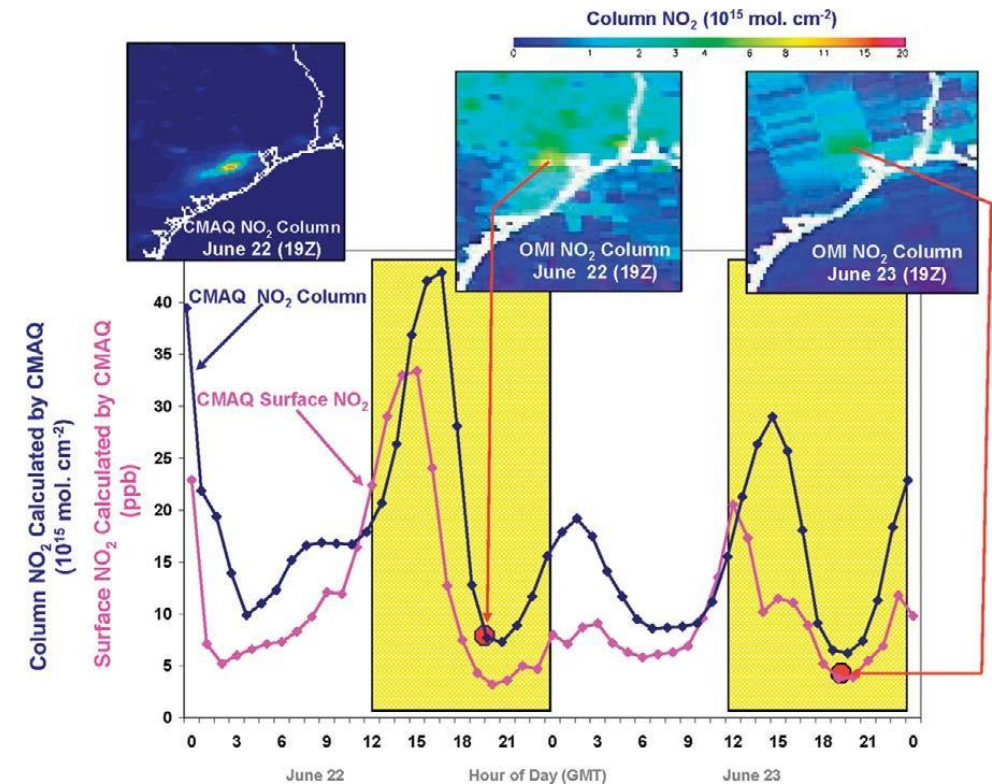 Column NO₂ (10¹⁵ mol. cm⁻²)
0 1 2 3 4 6 8 11 15 20
CMAQ NO₂ Column
June 22 (19Z)
OMI NO₂ Column
June 22 (19Z)
OMI NO₂ Column
June 23 (19Z)
Column NO₂ Calculated by CMAQ
(10¹⁵ mol. cm⁻²)
Surface NO₂ Calculated by CMAQ
(ppb)
CMAQ NO₂ Column
CMAQ Surface NO₂
40
35
30
25
20
15
10
5
0
0 3 6 9 12 15 18 21 0 3 6 9 12 15 18 21 0
June 22 Hour of Day (GMT) June 23